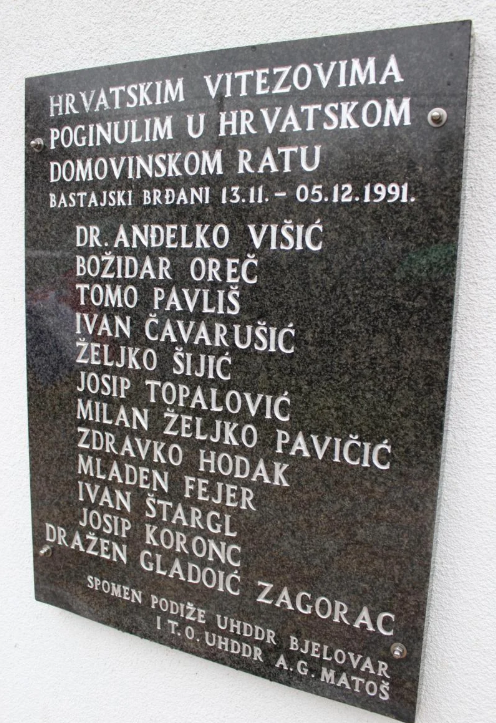 HRVATSKIM VITEZOVIMA
POGINULIM U HRVATSKOM
DOMOVINSKOM RATU
BASTAJSKI BRĐANI 13.11. – 05.12.1991.
DR. ANĐELKO VIŠIĆ
BOŽIDAR OREČ
TOMO PAVLIŠ
IVAN ČAVARUŠIĆ
ŽELJKO ŠIJIĆ
JOSIP TOPALOVIĆ
MILAN ŽELJKO PAVIČIĆ
ZDRAVKO HODAK
MLADEN FEJER
IVAN ŠTARGL
JOSIP KORONC
DRAŽEN GLADOIĆ ZAGORAC
SPOMEN PODIŽE UHDDR BJELOVAR
I T.O. UHDDR A.G. MATOŠ